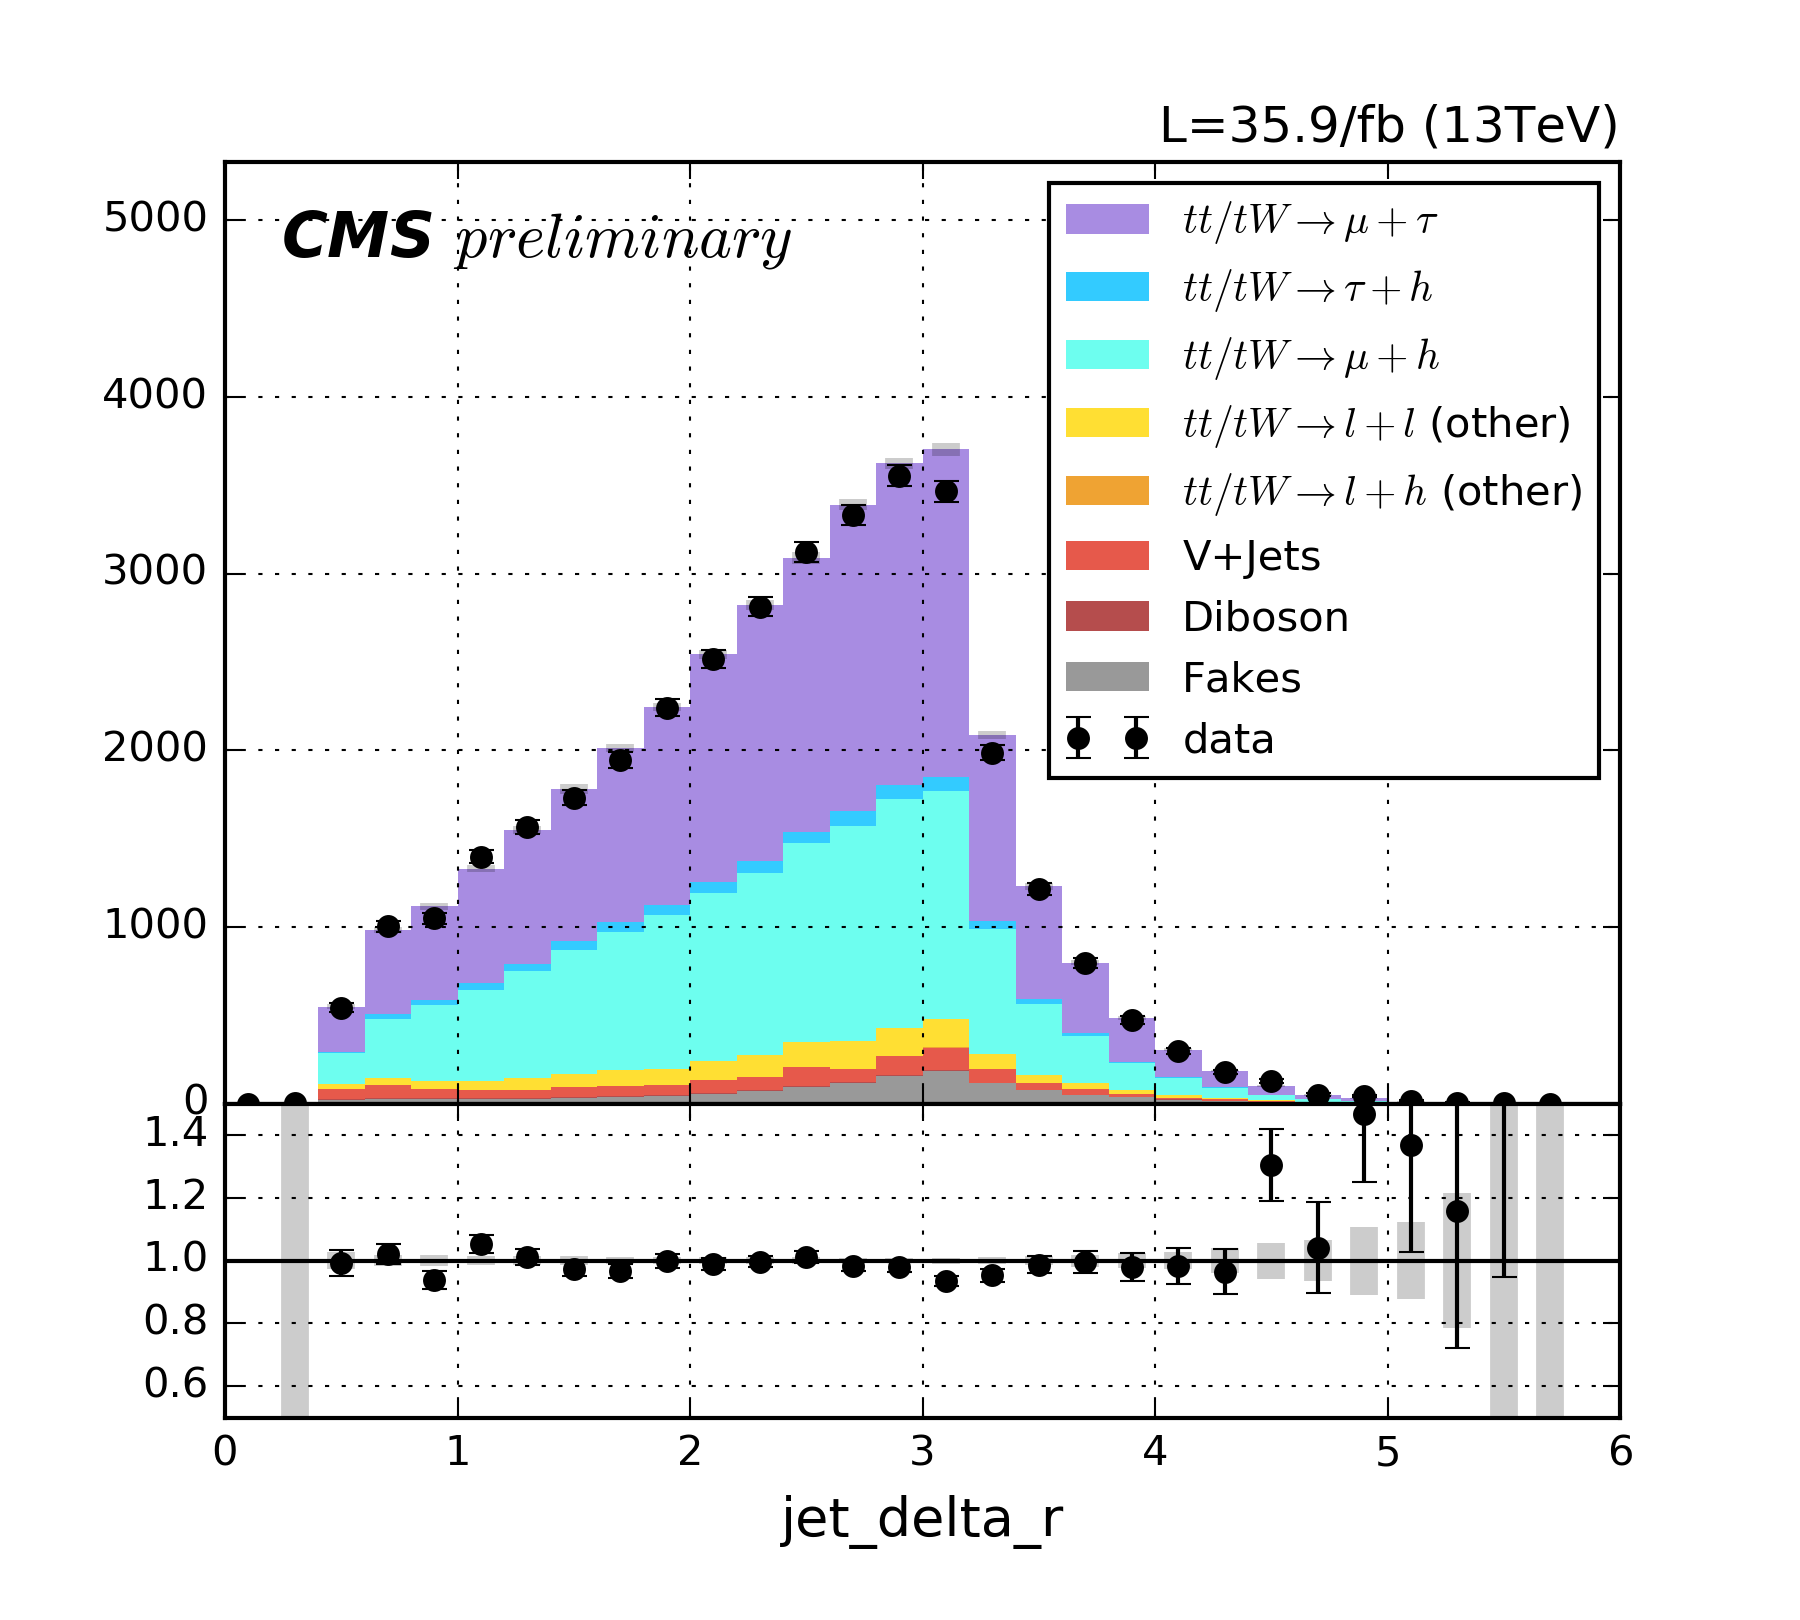 L=35.9/fb (13TeV)
CMS preliminary
5000
4000
3000
2000
1000
0
tt/tW → μ + τ
tt/tW → τ + h
tt/tW → μ + h
tt/tW → l + l (other)
tt/tW → l + h (other)
V+Jets
Diboson
Fakes
data
1.4
1.2
1.0
0.8
0.6
0 1 2 3 4 5 6
jet_delta_r